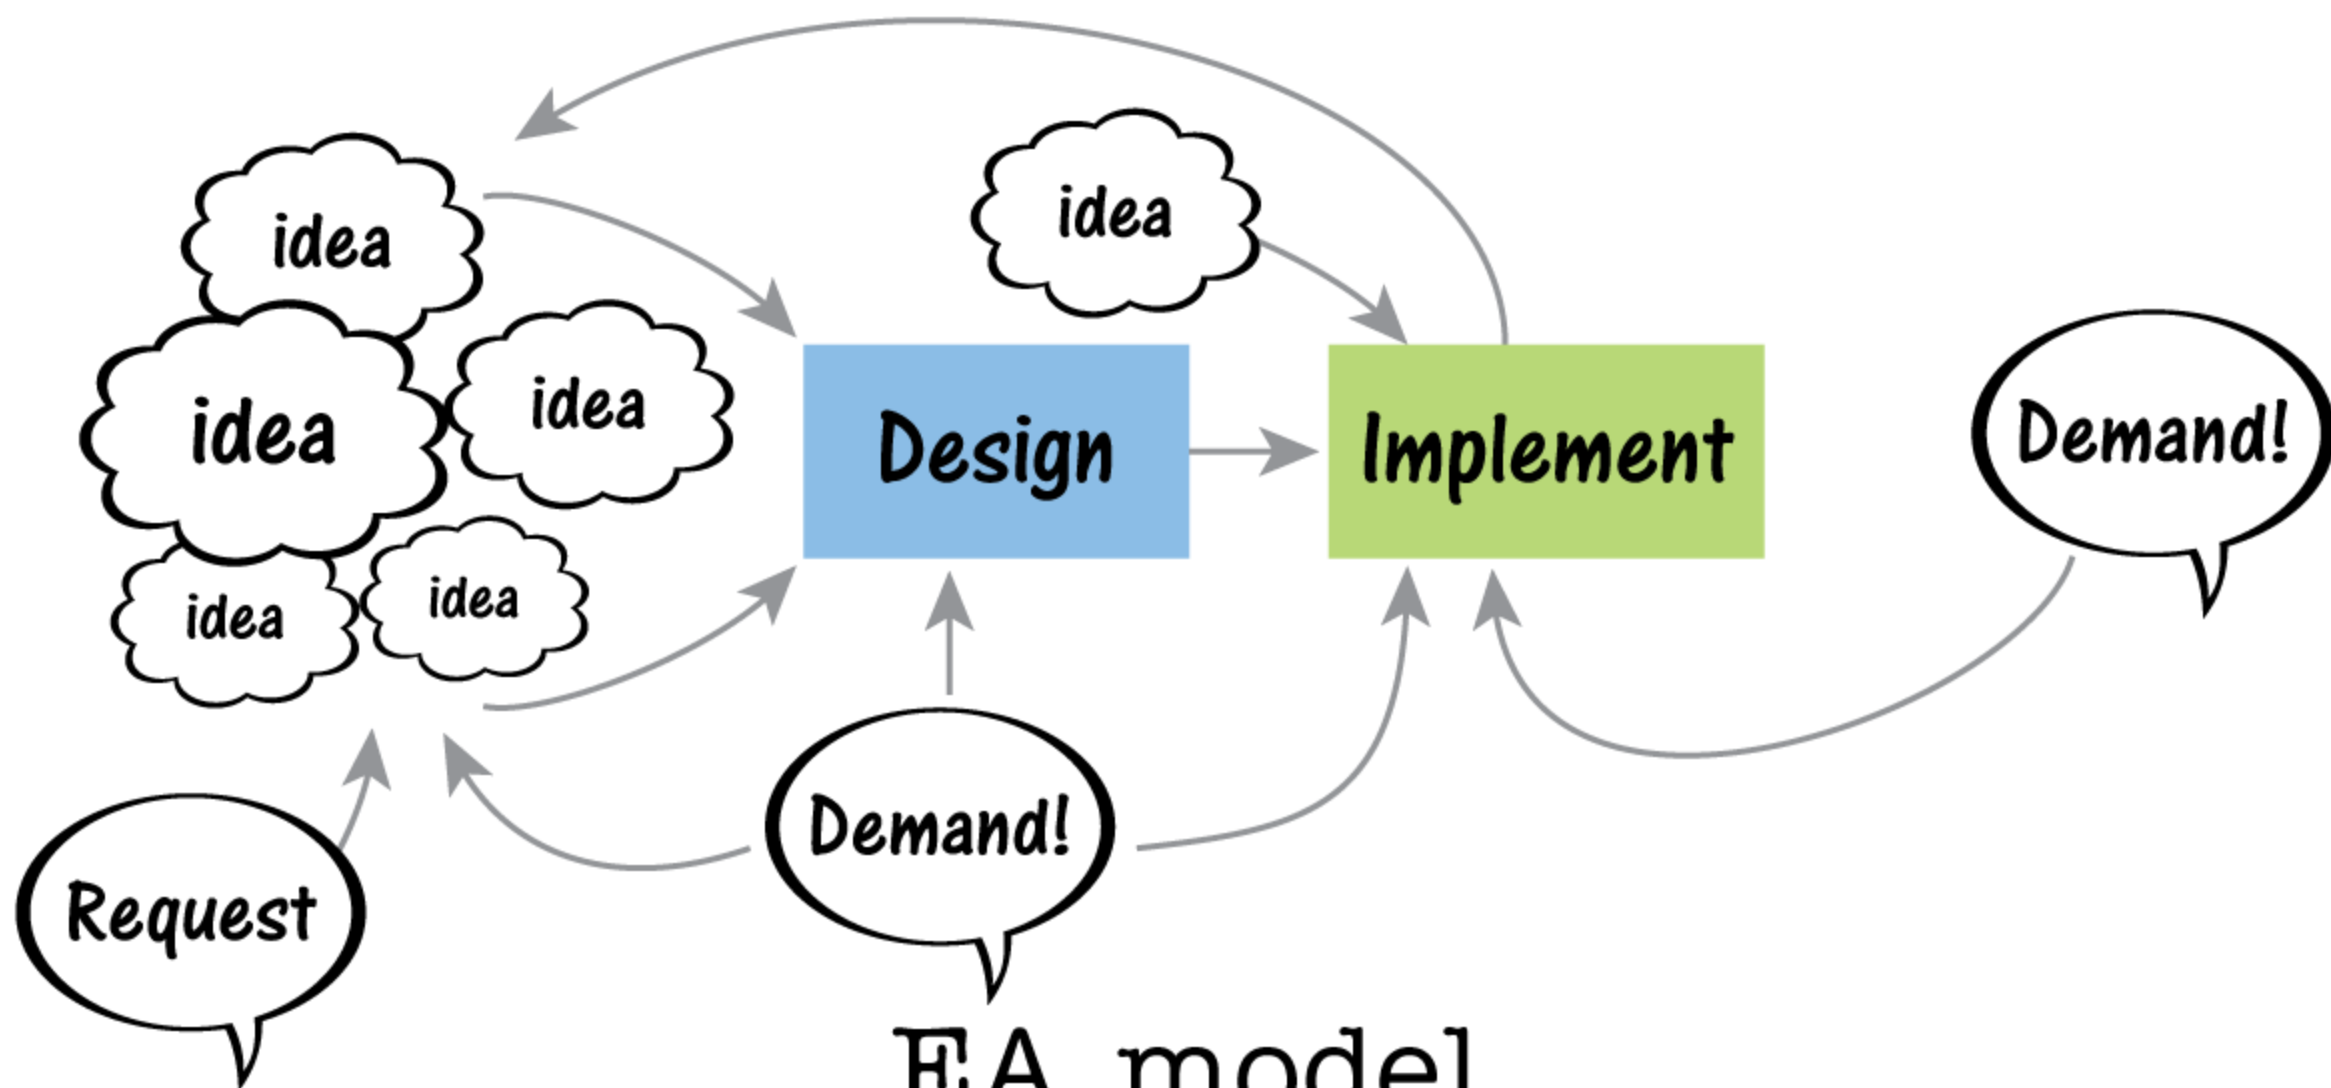 idea
idea
idea
idea
idea
idea
Design
Implement
Demand!
Demand!
Request
EA model